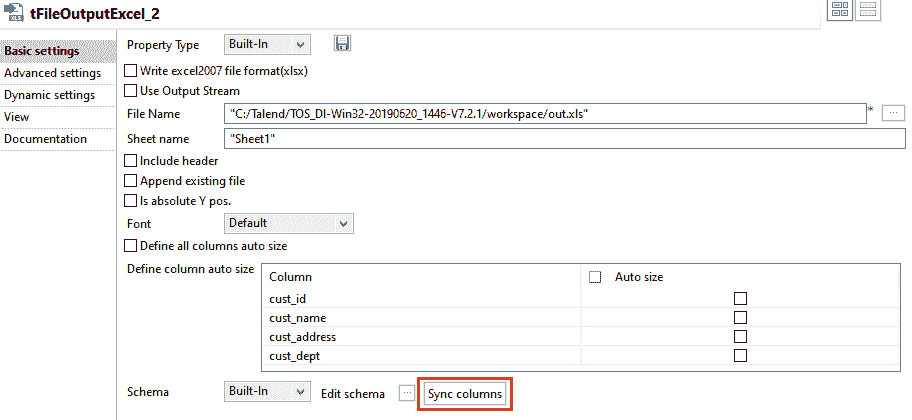 XLS
tFileOutputExcel_2
Basic settings
Advanced settings
Dynamic settings
View
Documentation
Property Type Built-In
Write excel2007 file format(xlsx)
Use Output Stream
File Name "C:/Talend/TOS_DI-Win32-20190620_1446-V7.2.1/workspace/out.xls" * ...
Sheet name "Sheet1"
Include header
Append existing file
Is absolute Y pos.
Font Default
Define all columns auto size
Define column auto size Column Auto size
cust_id
cust_name
cust_address
cust_dept
Schema Built-In Edit schema ... Sync columns